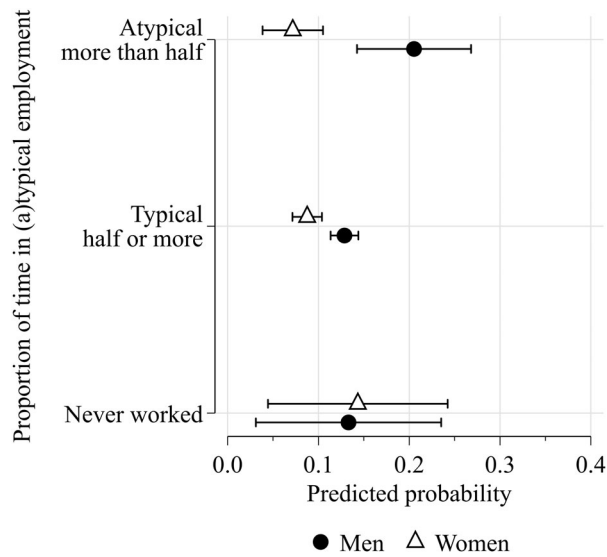 Proportion of time in (a)typical employment
Atypical
more than half
Typical
half or more
Never worked
0.0 0.1 0.2 0.3 0.4
Predicted probability
Men Women